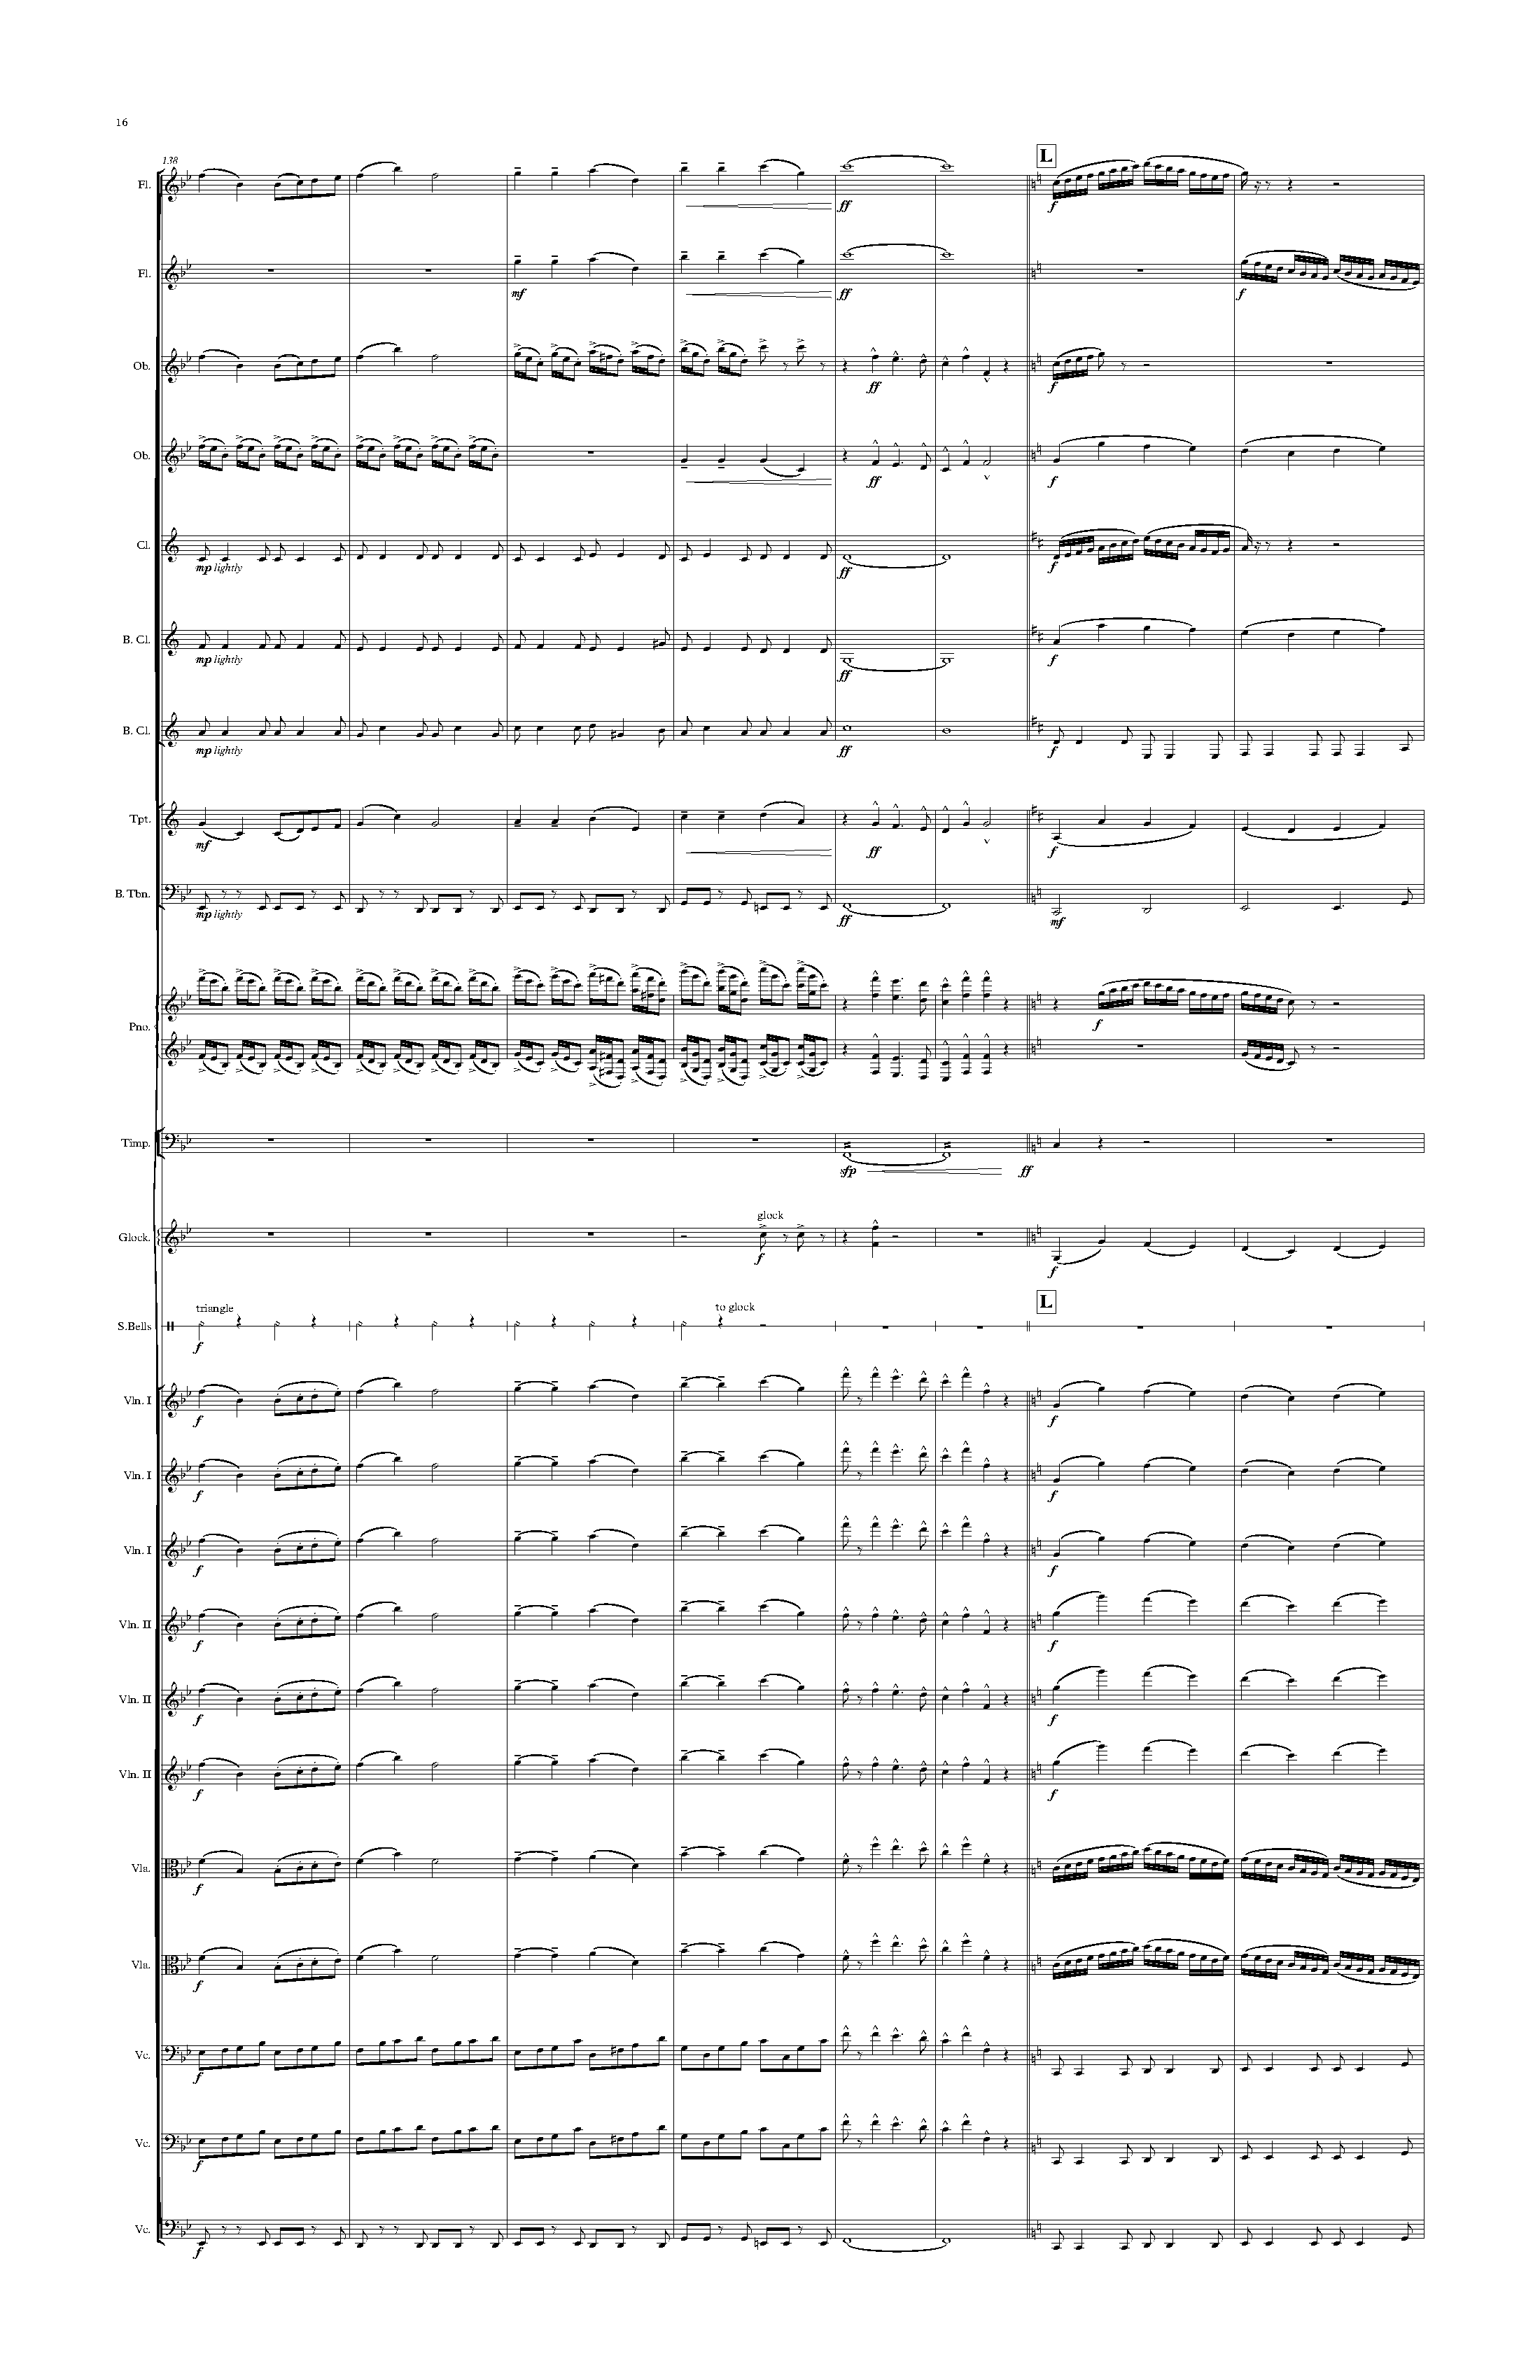 16
138
L
Fl.
f
ff
Fl.
mf
ff
f
Ob.
ff
f
Ob.
ff
f
Cl.
mp lightly
ff
f
B. Cl.
mp lightly
ff
f
B. Cl.
mp lightly
ff
f
Tpt.
mf
ff
f
B. Tbn.
mp lightly
ff
mf
Pno.
f
Timp.
sfp
ff
glock
Glock.
f
f
L
triangle
to glock
S.Bells
f
Vln. I
f
f
Vln. I
f
f
Vln. I
f
f
Vln. II
f
f
Vln. II
f
f
Vln. II
f
f
Vla.
f
Vla.
f
Vc.
f
Vc.
f
Vc.
f